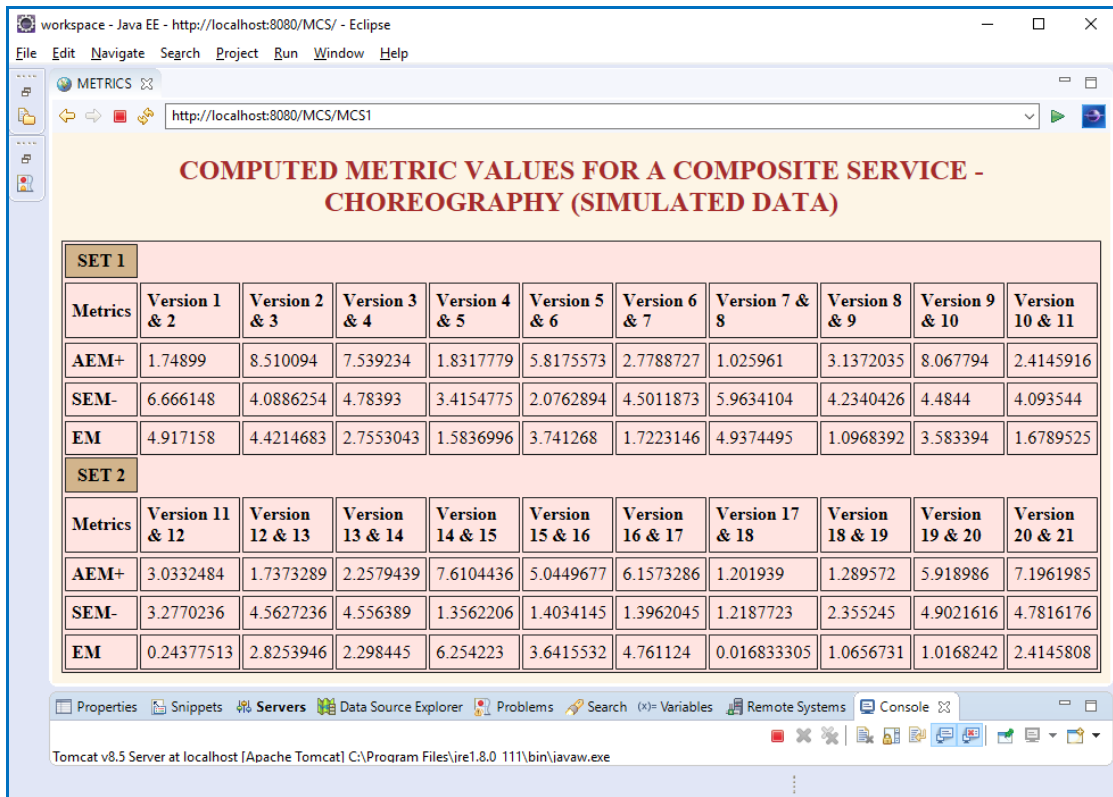 workspace - Java EE - http://localhost:8080/MCS/ - Eclipse
File Edit Navigate Search Project Run Window Help
METRICS
http://localhost:8080/MCS/MCS1
COMPUTED METRIC VALUES FOR A COMPOSITE SERVICE -
CHOREOGRAPHY (SIMULATED DATA)
SET 1
Metrics Version 1 & 2 Version 2 & 3 Version 3 & 4 Version 4 & 5 Version 5 & 6 Version 6 & 7 Version 7 & 8 Version 8 & 9 Version 9 & 10 Version 10 & 11
AEM+ 1.74899 8.510094 7.539234 1.8317779 5.8175573 2.7788727 1.025961 3.1372035 8.067794 2.4145916
SEM- 6.666148 4.0886254 4.78393 3.4154775 2.0762894 4.5011873 5.9634104 4.2340426 4.4844 4.093544
EM 4.917158 4.4214683 2.7553043 1.5836996 3.741268 1.7223146 4.9374495 1.0968392 3.583394 1.6789525
SET 2
Metrics Version 11 & 12 Version 12 & 13 Version 13 & 14 Version 14 & 15 Version 15 & 16 Version 16 & 17 Version 17 & 18 Version 18 & 19 Version 19 & 20 Version 20 & 21
AEM+ 3.0332484 1.7373289 2.2579439 7.6104436 5.0449677 6.1573286 1.201939 1.289572 5.918986 7.1961985
SEM- 3.2770236 4.5627236 4.556389 1.3562206 1.4034145 1.3962045 1.2187723 2.355245 4.9021616 4.7816176
EM 0.24377513 2.8253946 2.298445 6.254223 3.6415532 4.761124 0.016833305 1.0656731 1.0168242 2.4145808
Properties Snippets Servers Data Source Explorer Problems Search (x)= Variables Remote Systems Console
Tomcat v8.5 Server at localhost [Apache Tomcat] C:\Program Files\jre1.8.0_111\bin\javaw.exe